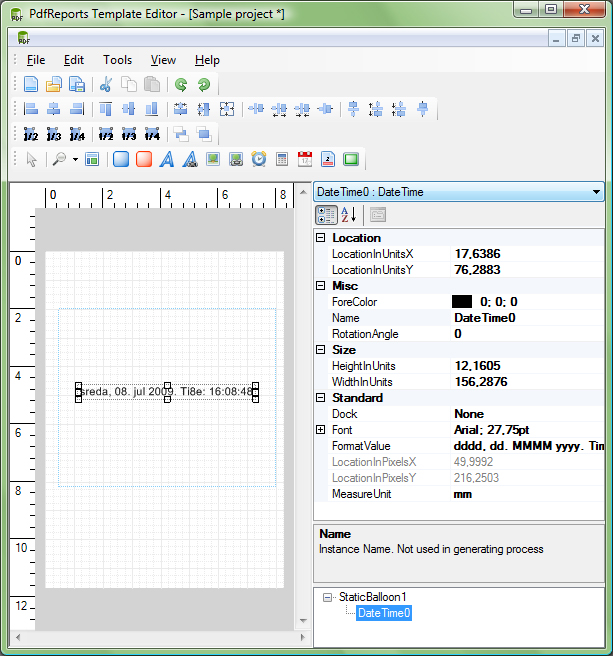 PdfReports Template Editor - [Sample project *]
PDF
PDF
File Edit Tools View Help
1/2 1/3 1/4 1/2 1/3 1/4
0 2 4 6 8
0
2
4
6
8
10
12
sreda, 08. jul 2009. Ti8e: 16:08:48
DateTime0 : DateTime
Location
LocationInUnitsX 17,6386
LocationInUnitsY 76,2883
Misc
ForeColor 0; 0; 0
Name DateTime0
RotationAngle 0
Size
HeightInUnits 12,1605
WidthInUnits 156,2876
Standard
Dock None
Font Arial; 27,75pt
FormatValue dddd, dd. MMMM yyyy. Tim
LocationInPixelsX 49,9992
LocationInPixelsY 216,2503
MeasureUnit mm
Name
Instance Name. Not used in generating process
StaticBalloon1
DateTime0